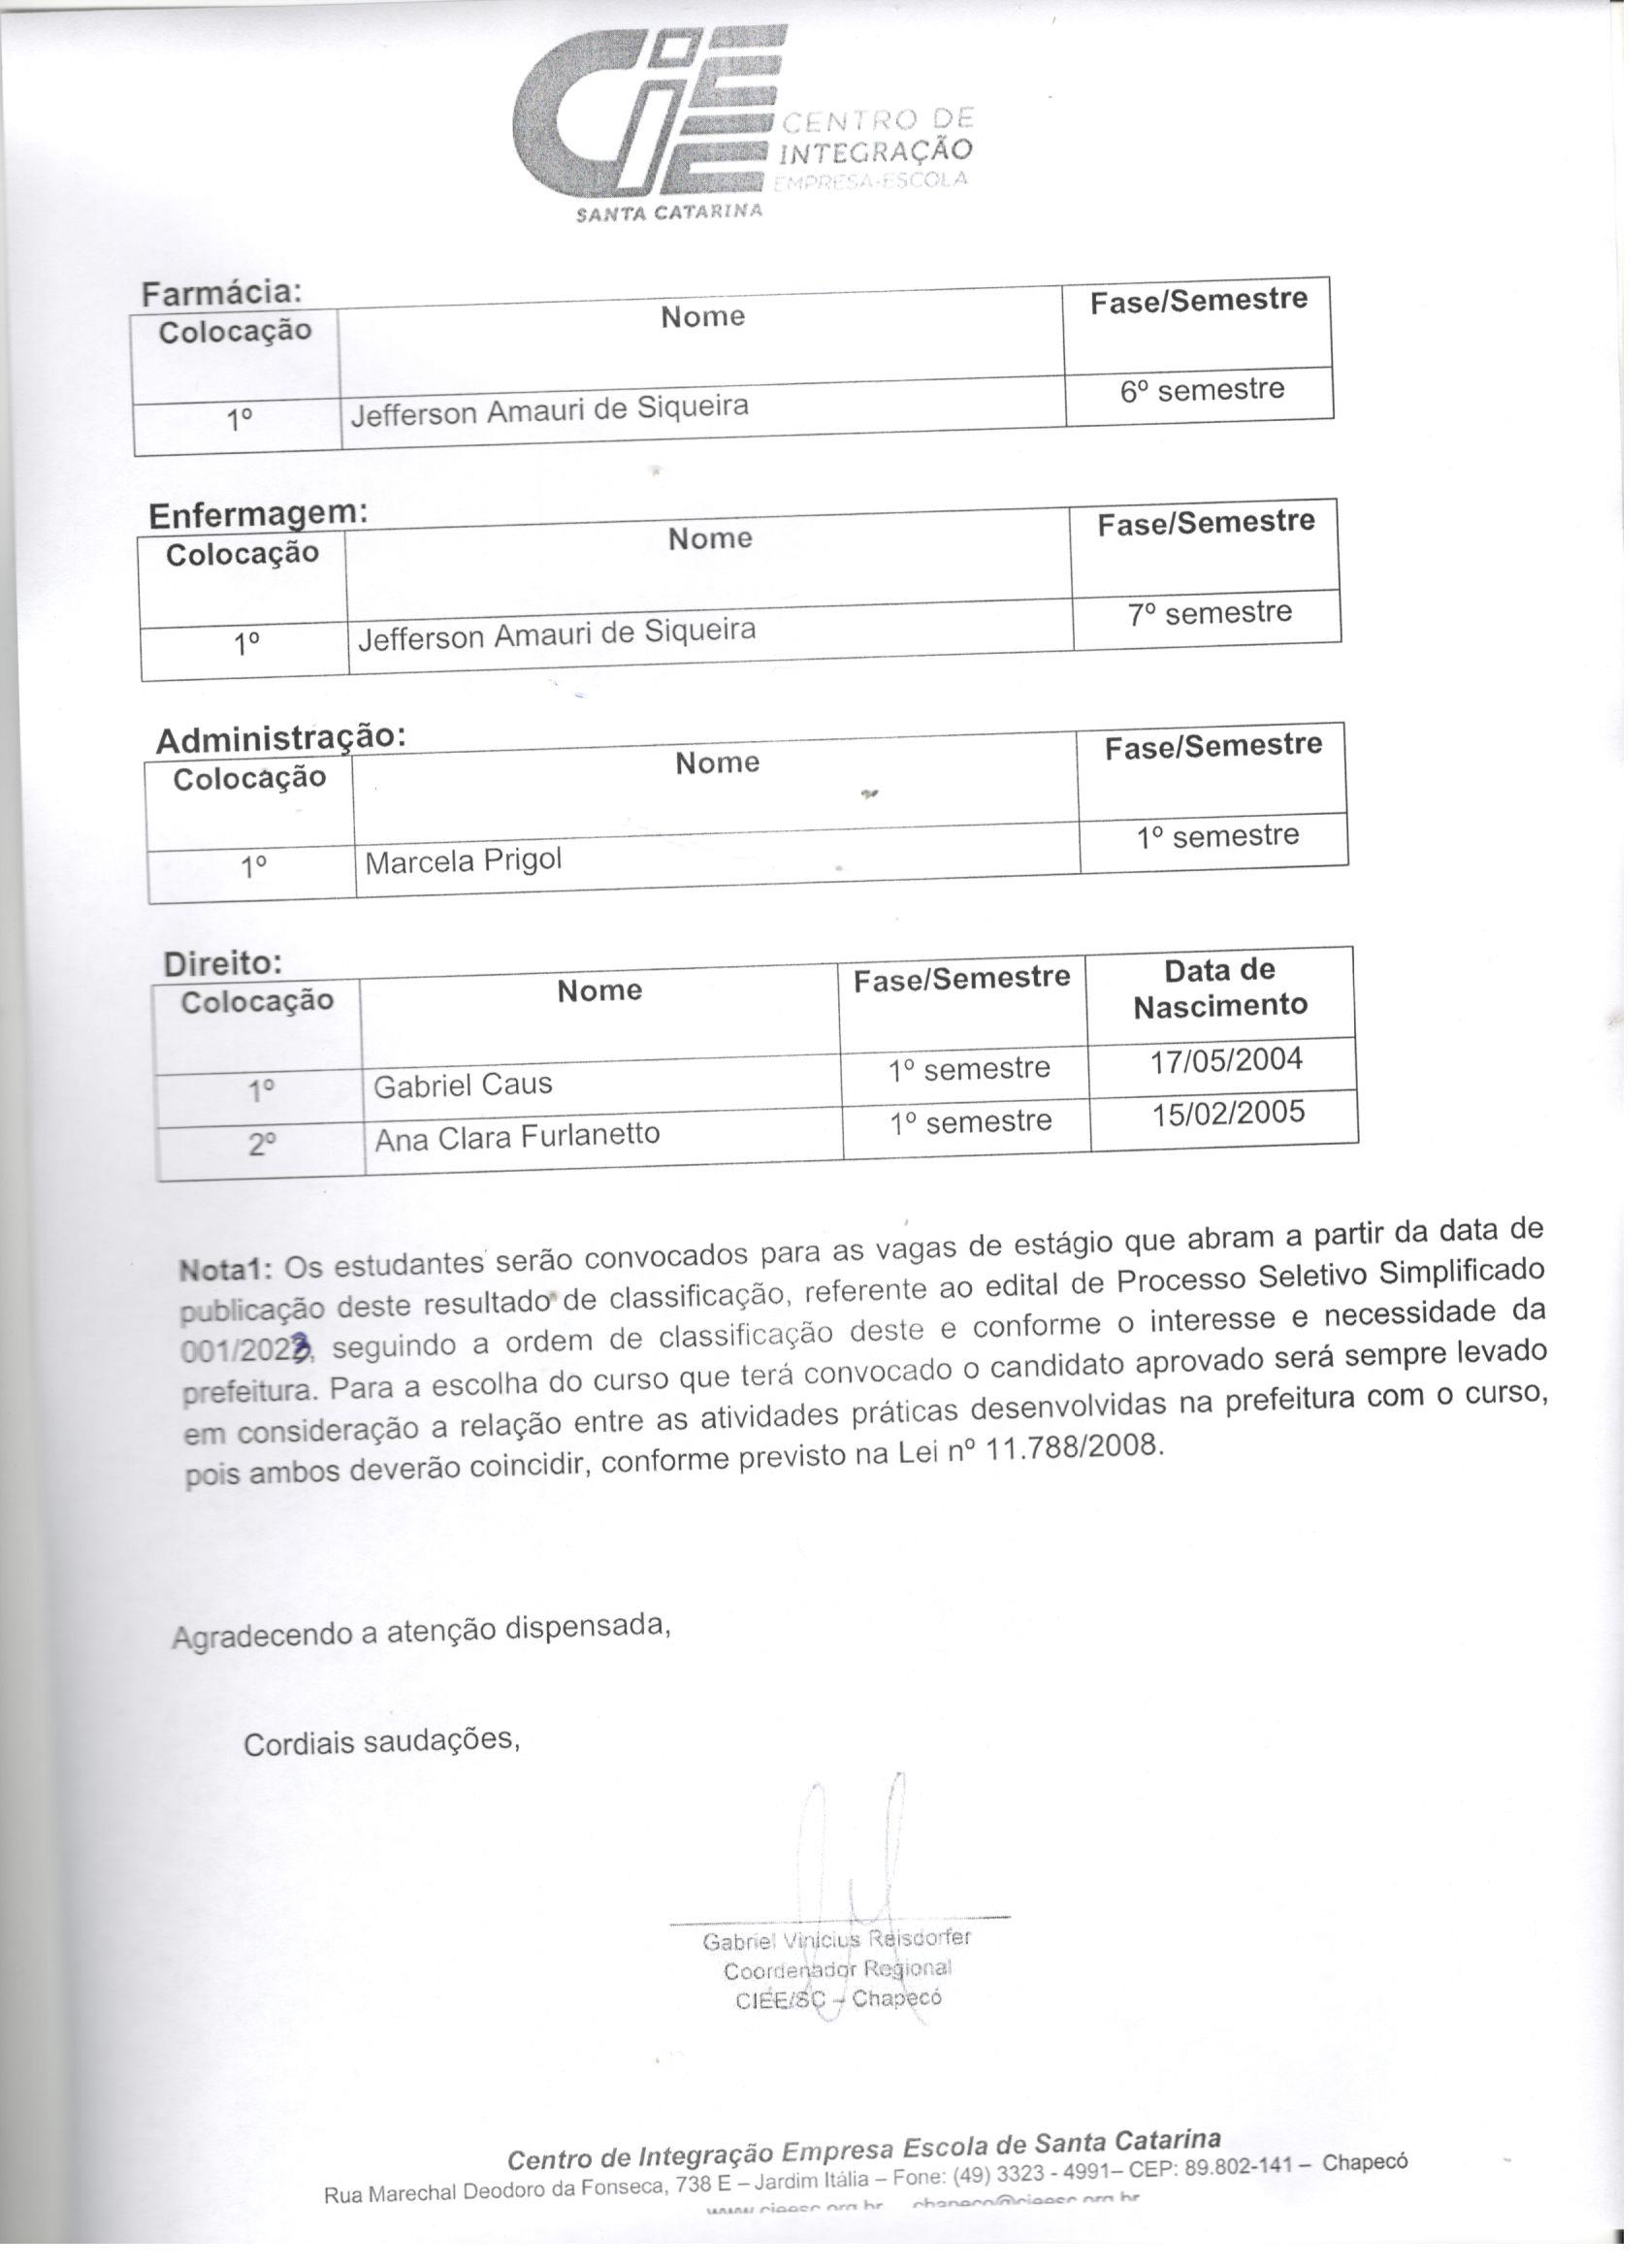 CIEE
CENTRO DE
INTEGRAÇÃO
EMPRESA-ESCOLA
SANTA CATARINA
Farmácia:
Colocação Nome Fase/Semestre
1º Jefferson Amauri de Siqueira 6º semestre
Enfermagem:
Colocação Nome Fase/Semestre
1º Jefferson Amauri de Siqueira 7º semestre
Administração:
Colocação Nome Fase/Semestre
1º Marcela Prigol 1º semestre
Direito:
Colocação Nome Fase/Semestre Data de
Nascimento
1º Gabriel Caus 1º semestre 17/05/2004
2º Ana Clara Furlanetto 1º semestre 15/02/2005
Nota1: Os estudantes serão convocados para as vagas de estágio que abram a partir da data de
publicação deste resultado de classificação, referente ao edital de Processo Seletivo Simplificado
001/2023, seguindo a ordem de classificação deste e conforme o interesse e necessidade da
prefeitura. Para a escolha do curso que terá convocado o candidato aprovado será sempre levado
em consideração a relação entre as atividades práticas desenvolvidas na prefeitura com o curso,
pois ambos deverão coincidir, conforme previsto na Lei nº 11.788/2008.
Agradecendo a atenção dispensada,
Cordiais saudações,
Gabriel Vinicius Reisdorfer
Coordenador Regional
CIEE/SC – Chapecó
Centro de Integração Empresa Escola de Santa Catarina
Rua Marechal Deodoro da Fonseca, 738 E – Jardim Itália – Fone: (49) 3323 - 4991– CEP: 89.802-141 – Chapecó
www.cieesc.org.br chapeco@cieesc.org.br